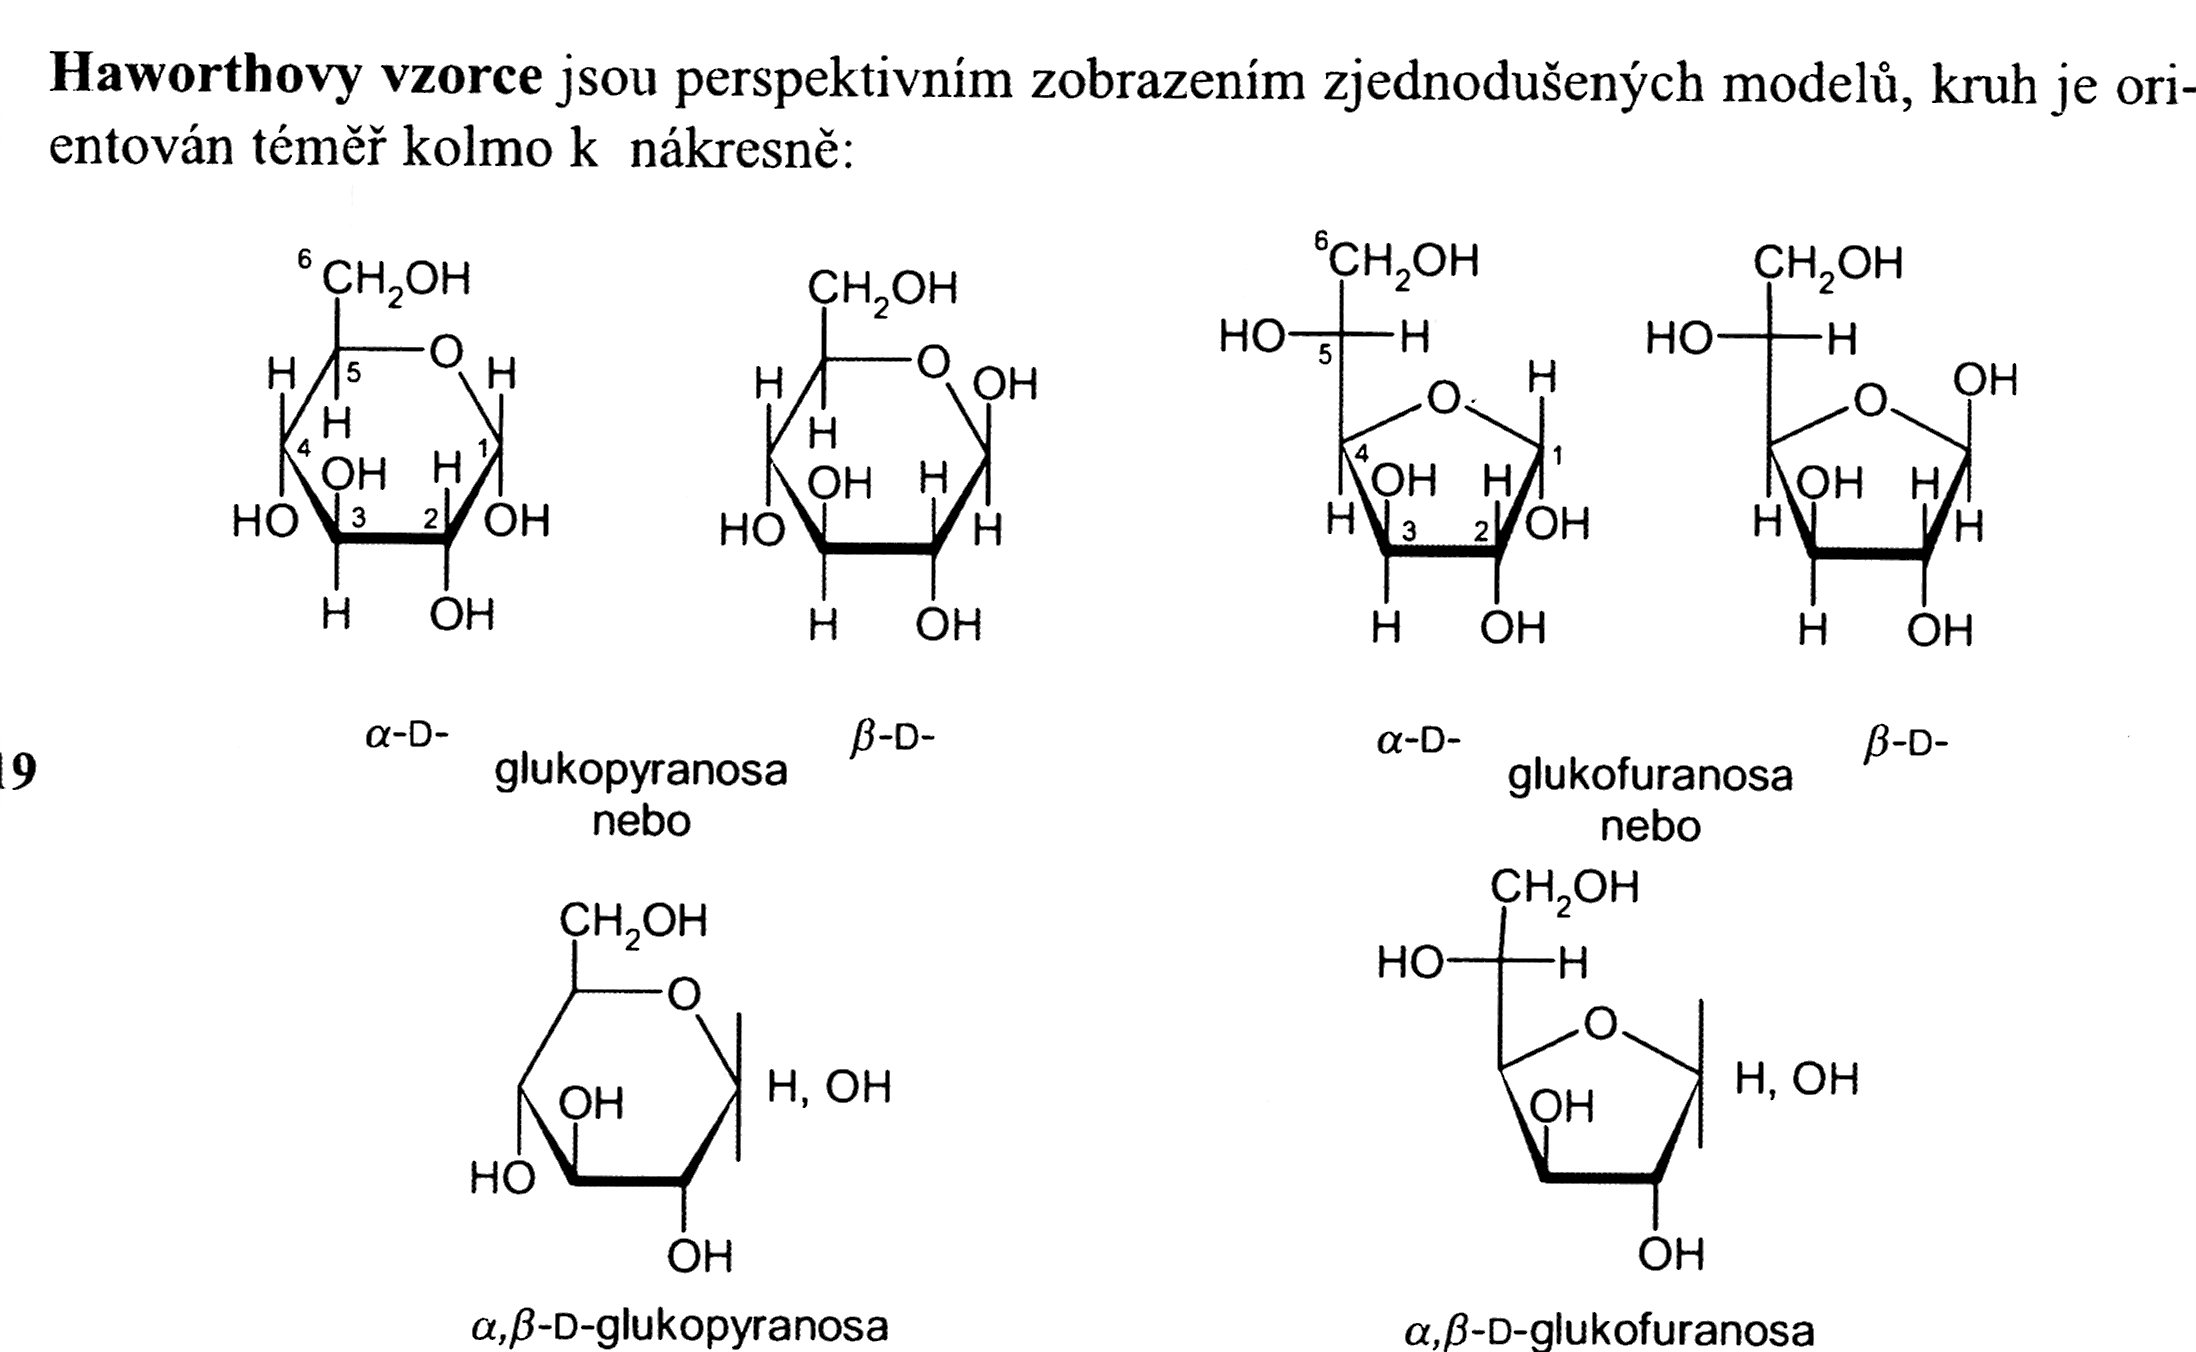 Haworthovy vzorce jsou perspektivním zobrazením zjednodušených modelů, kruh je ori-
entován téměř kolmo k nákresně:
6 CH2OH
O
H 5 H
H
4 1
OH H
HO 3 2 OH
H OH
CH2OH
O OH
H
H
OH H
HO H
H OH
6CH2OH
HO H
5
H
O
4 1
OH H
H 3 2 OH
H OH
CH2OH
HO H
OH
O
OH H
H H
H OH
α-D- β-D-
glukopyranosa
nebo
α-D- β-D-
glukofuranosa
nebo
19
CH2OH
O
H, OH
OH
HO
OH
α,β-D-glukopyranosa
CH2OH
HO H
O
H, OH
OH
OH
α,β-D-glukofuranosa